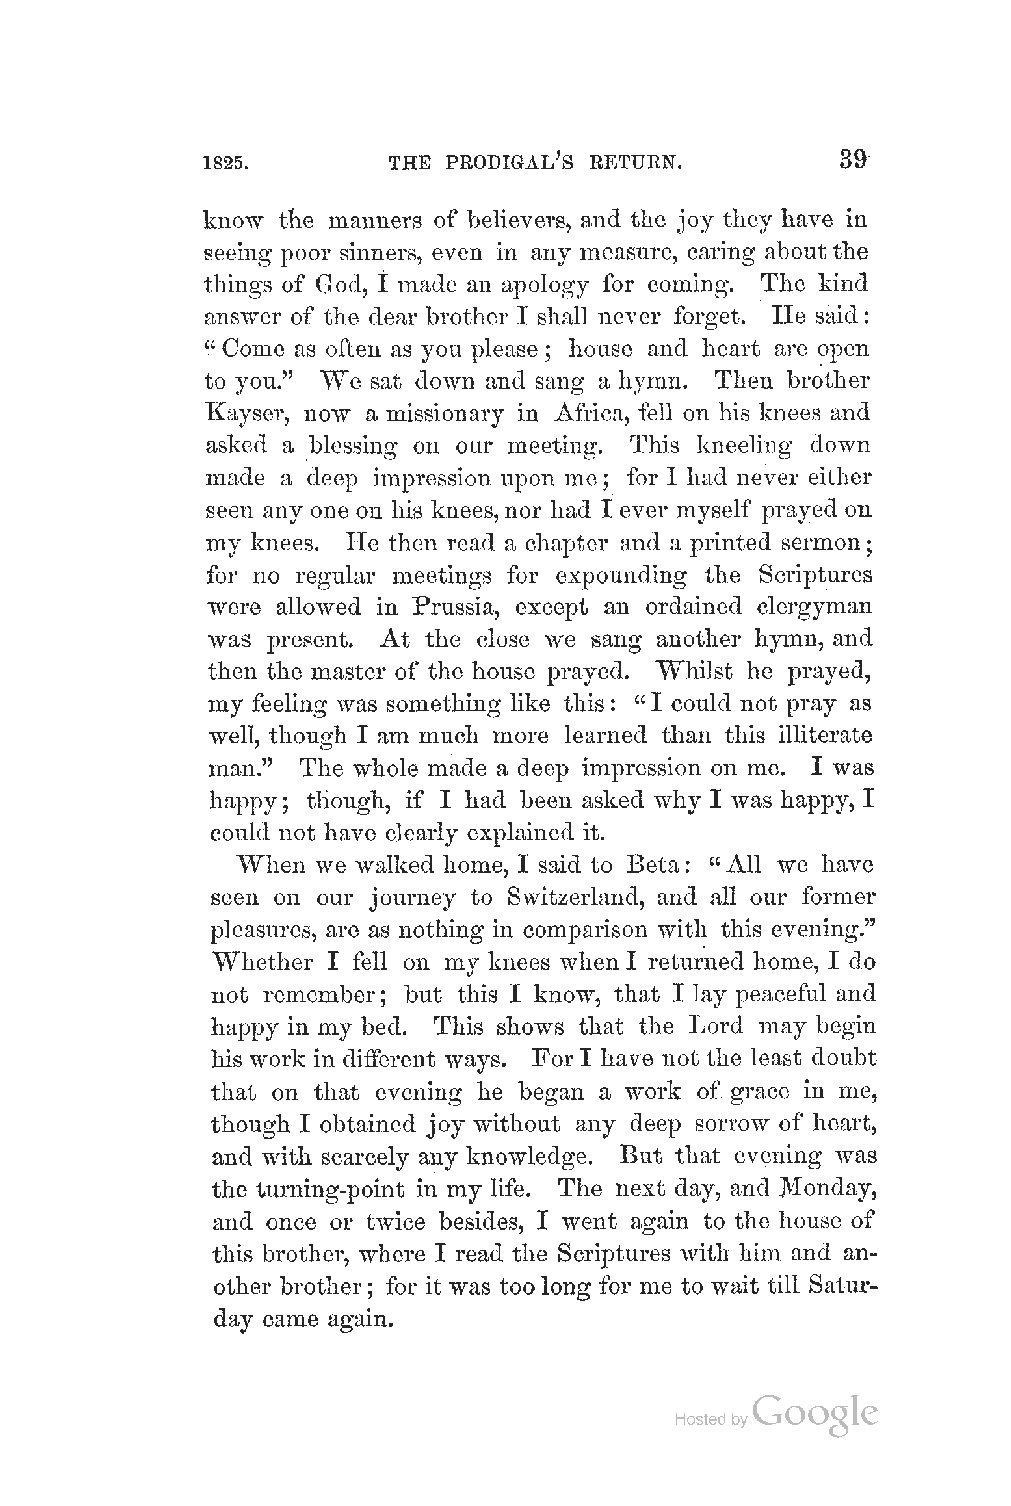 1825. THE PRODIGAL'S RETURN. 39
know the manners of believers, and the joy they have in
seeing poor sinners, even in any measure, caring about the
things of God, I made an apology for coming. The kind
answer of the dear brother I shall never forget. He said:
“Come as often as you please; house and heart are open
to you.” We sat down and sang a hymn. Then brother
Kayser, now a missionary in Africa, fell on his knees and
asked a blessing on our meeting. This kneeling down
made a deep impression upon me; for I had never either
seen any one on his knees, nor had I ever myself prayed on
my knees. He then read a chapter and a printed sermon;
for no regular meetings for expounding the Scriptures
were allowed in Prussia, except an ordained clergyman
was present. At the close we sang another hymn, and
then the master of the house prayed. Whilst he prayed,
my feeling was something like this: “I could not pray as
well, though I am much more learned than this illiterate
man.” The whole made a deep impression on me. I was
happy; though, if I had been asked why I was happy, I
could not have clearly explained it.
When we walked home, I said to Beta: “All we have
seen on our journey to Switzerland, and all our former
pleasures, are as nothing in comparison with this evening.”
Whether I fell on my knees when I returned home, I do
not remember; but this I know, that I lay peaceful and
happy in my bed. This shows that the Lord may begin
his work in different ways. For I have not the least doubt
that on that evening he began a work of grace in me,
though I obtained joy without any deep sorrow of heart,
and with scarcely any knowledge. But that evening was
the turning-point in my life. The next day, and Monday,
and once or twice besides, I went again to the house of
this brother, where I read the Scriptures with him and an-
other brother; for it was too long for me to wait till Satur-
day came again.
Hosted by Google